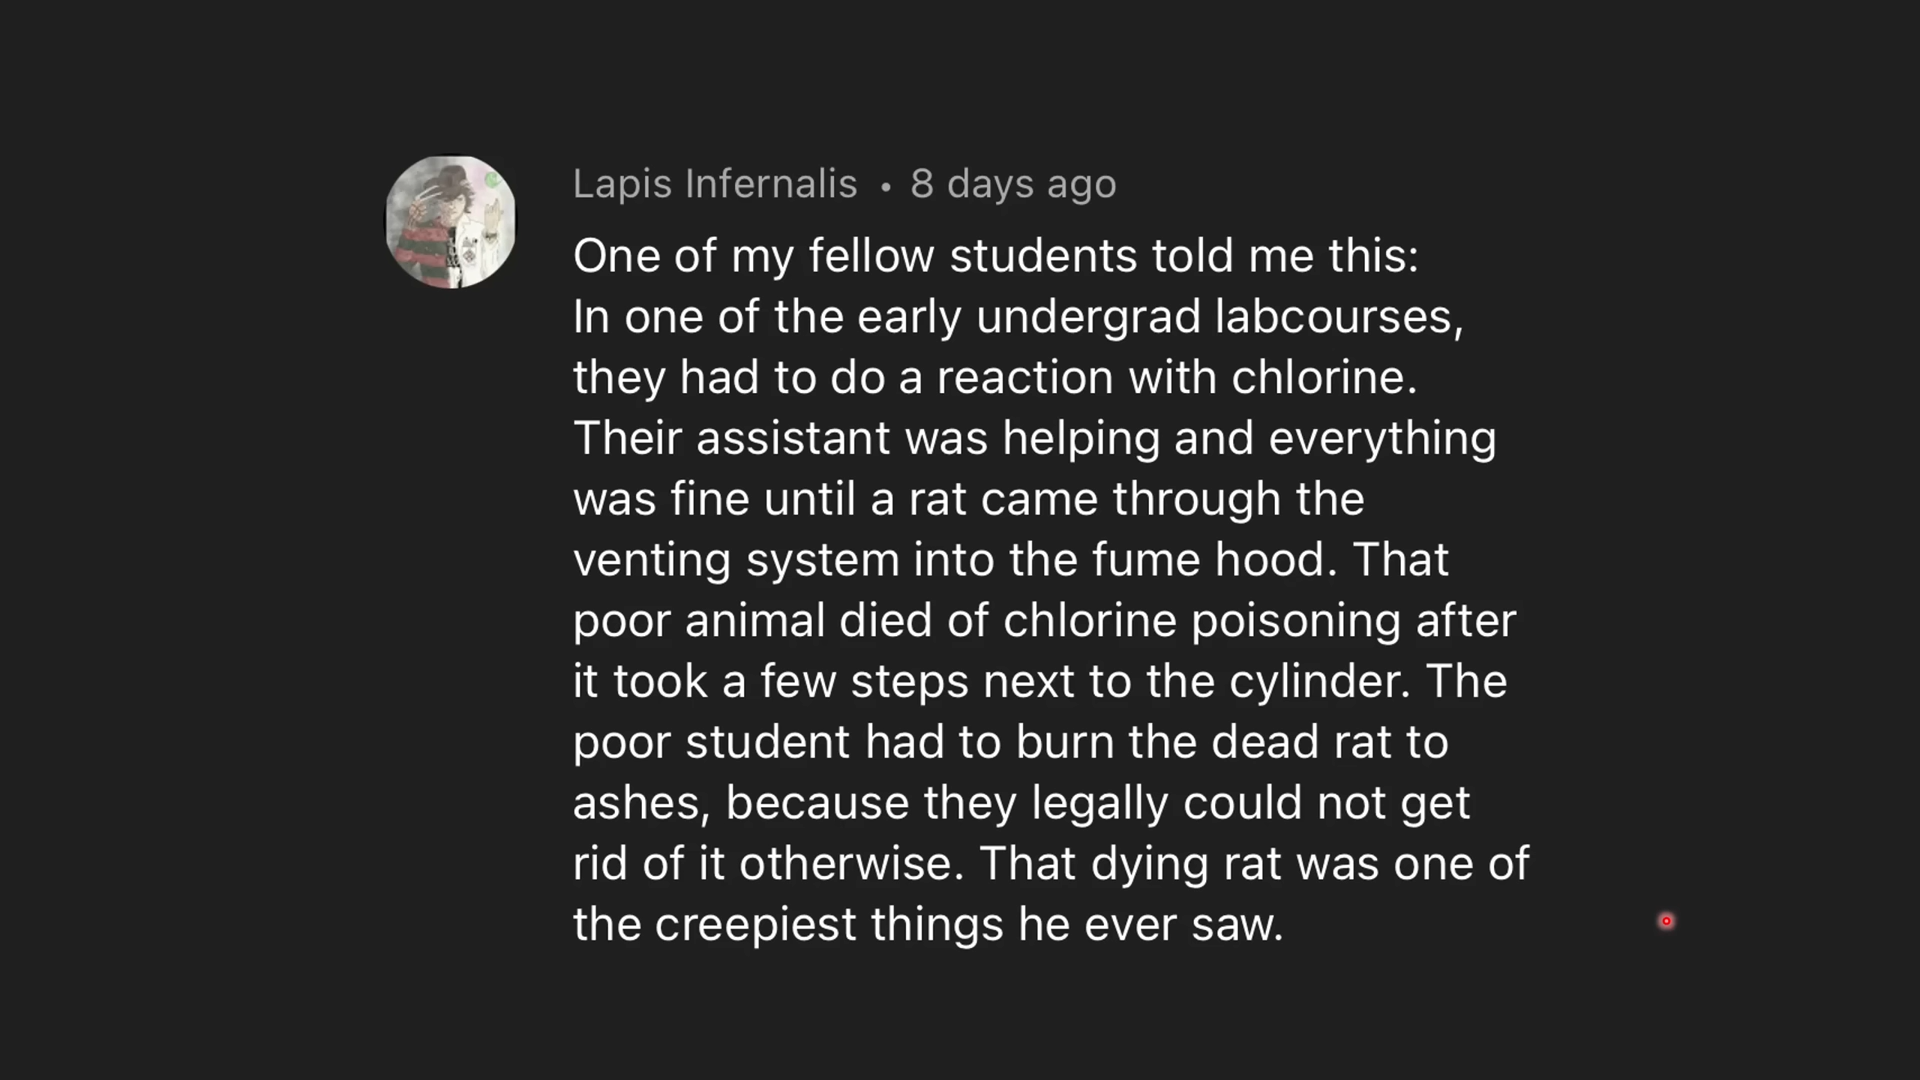 Lapis Infernalis • 8 days ago
One of my fellow students told me this:
In one of the early undergrad labcourses,
they had to do a reaction with chlorine.
Their assistant was helping and everything
was fine until a rat came through the
venting system into the fume hood. That
poor animal died of chlorine poisoning after
it took a few steps next to the cylinder. The
poor student had to burn the dead rat to
ashes, because they legally could not get
rid of it otherwise. That dying rat was one of
the creepiest things he ever saw.